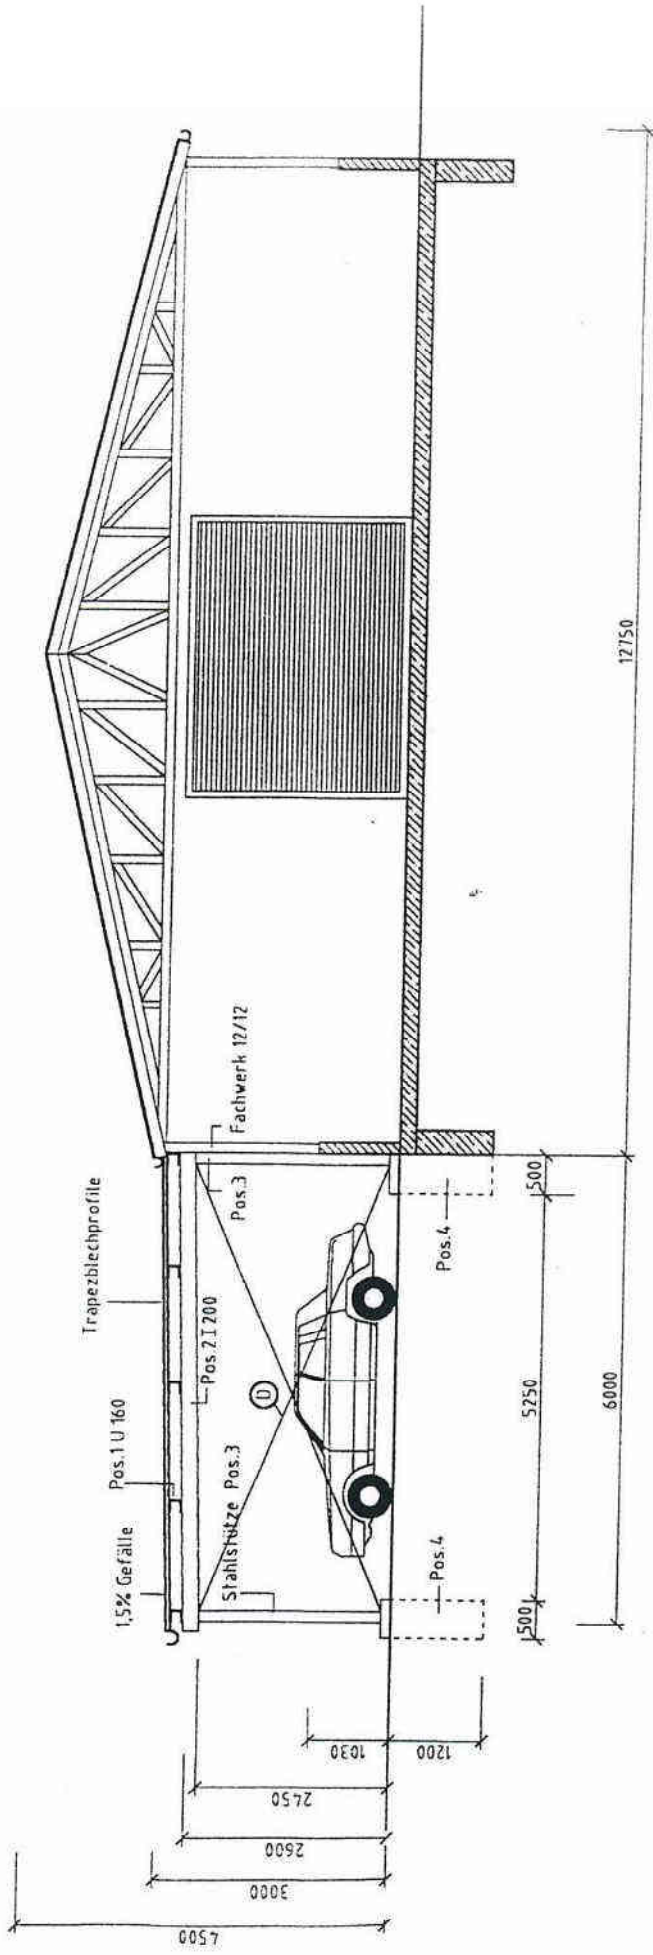 Trapezblechprofile
Pos.1 U 160
1,5% Gefälle
Pos.2 I 200
Fachwerk 12/12
Pos.3
Stahlstütze Pos.3
D
Pos.4
Pos.4
500
5250
500
6000
12750
1030
1200
2450
2600
3000
4500